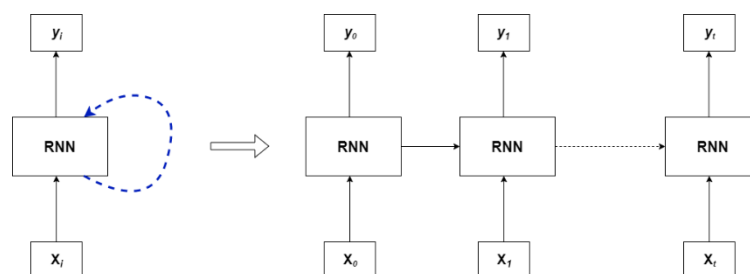 yᵢ y₀ y₁ yₜ
RNN RNN RNN RNN
Xᵢ X₀ X₁ Xₜ